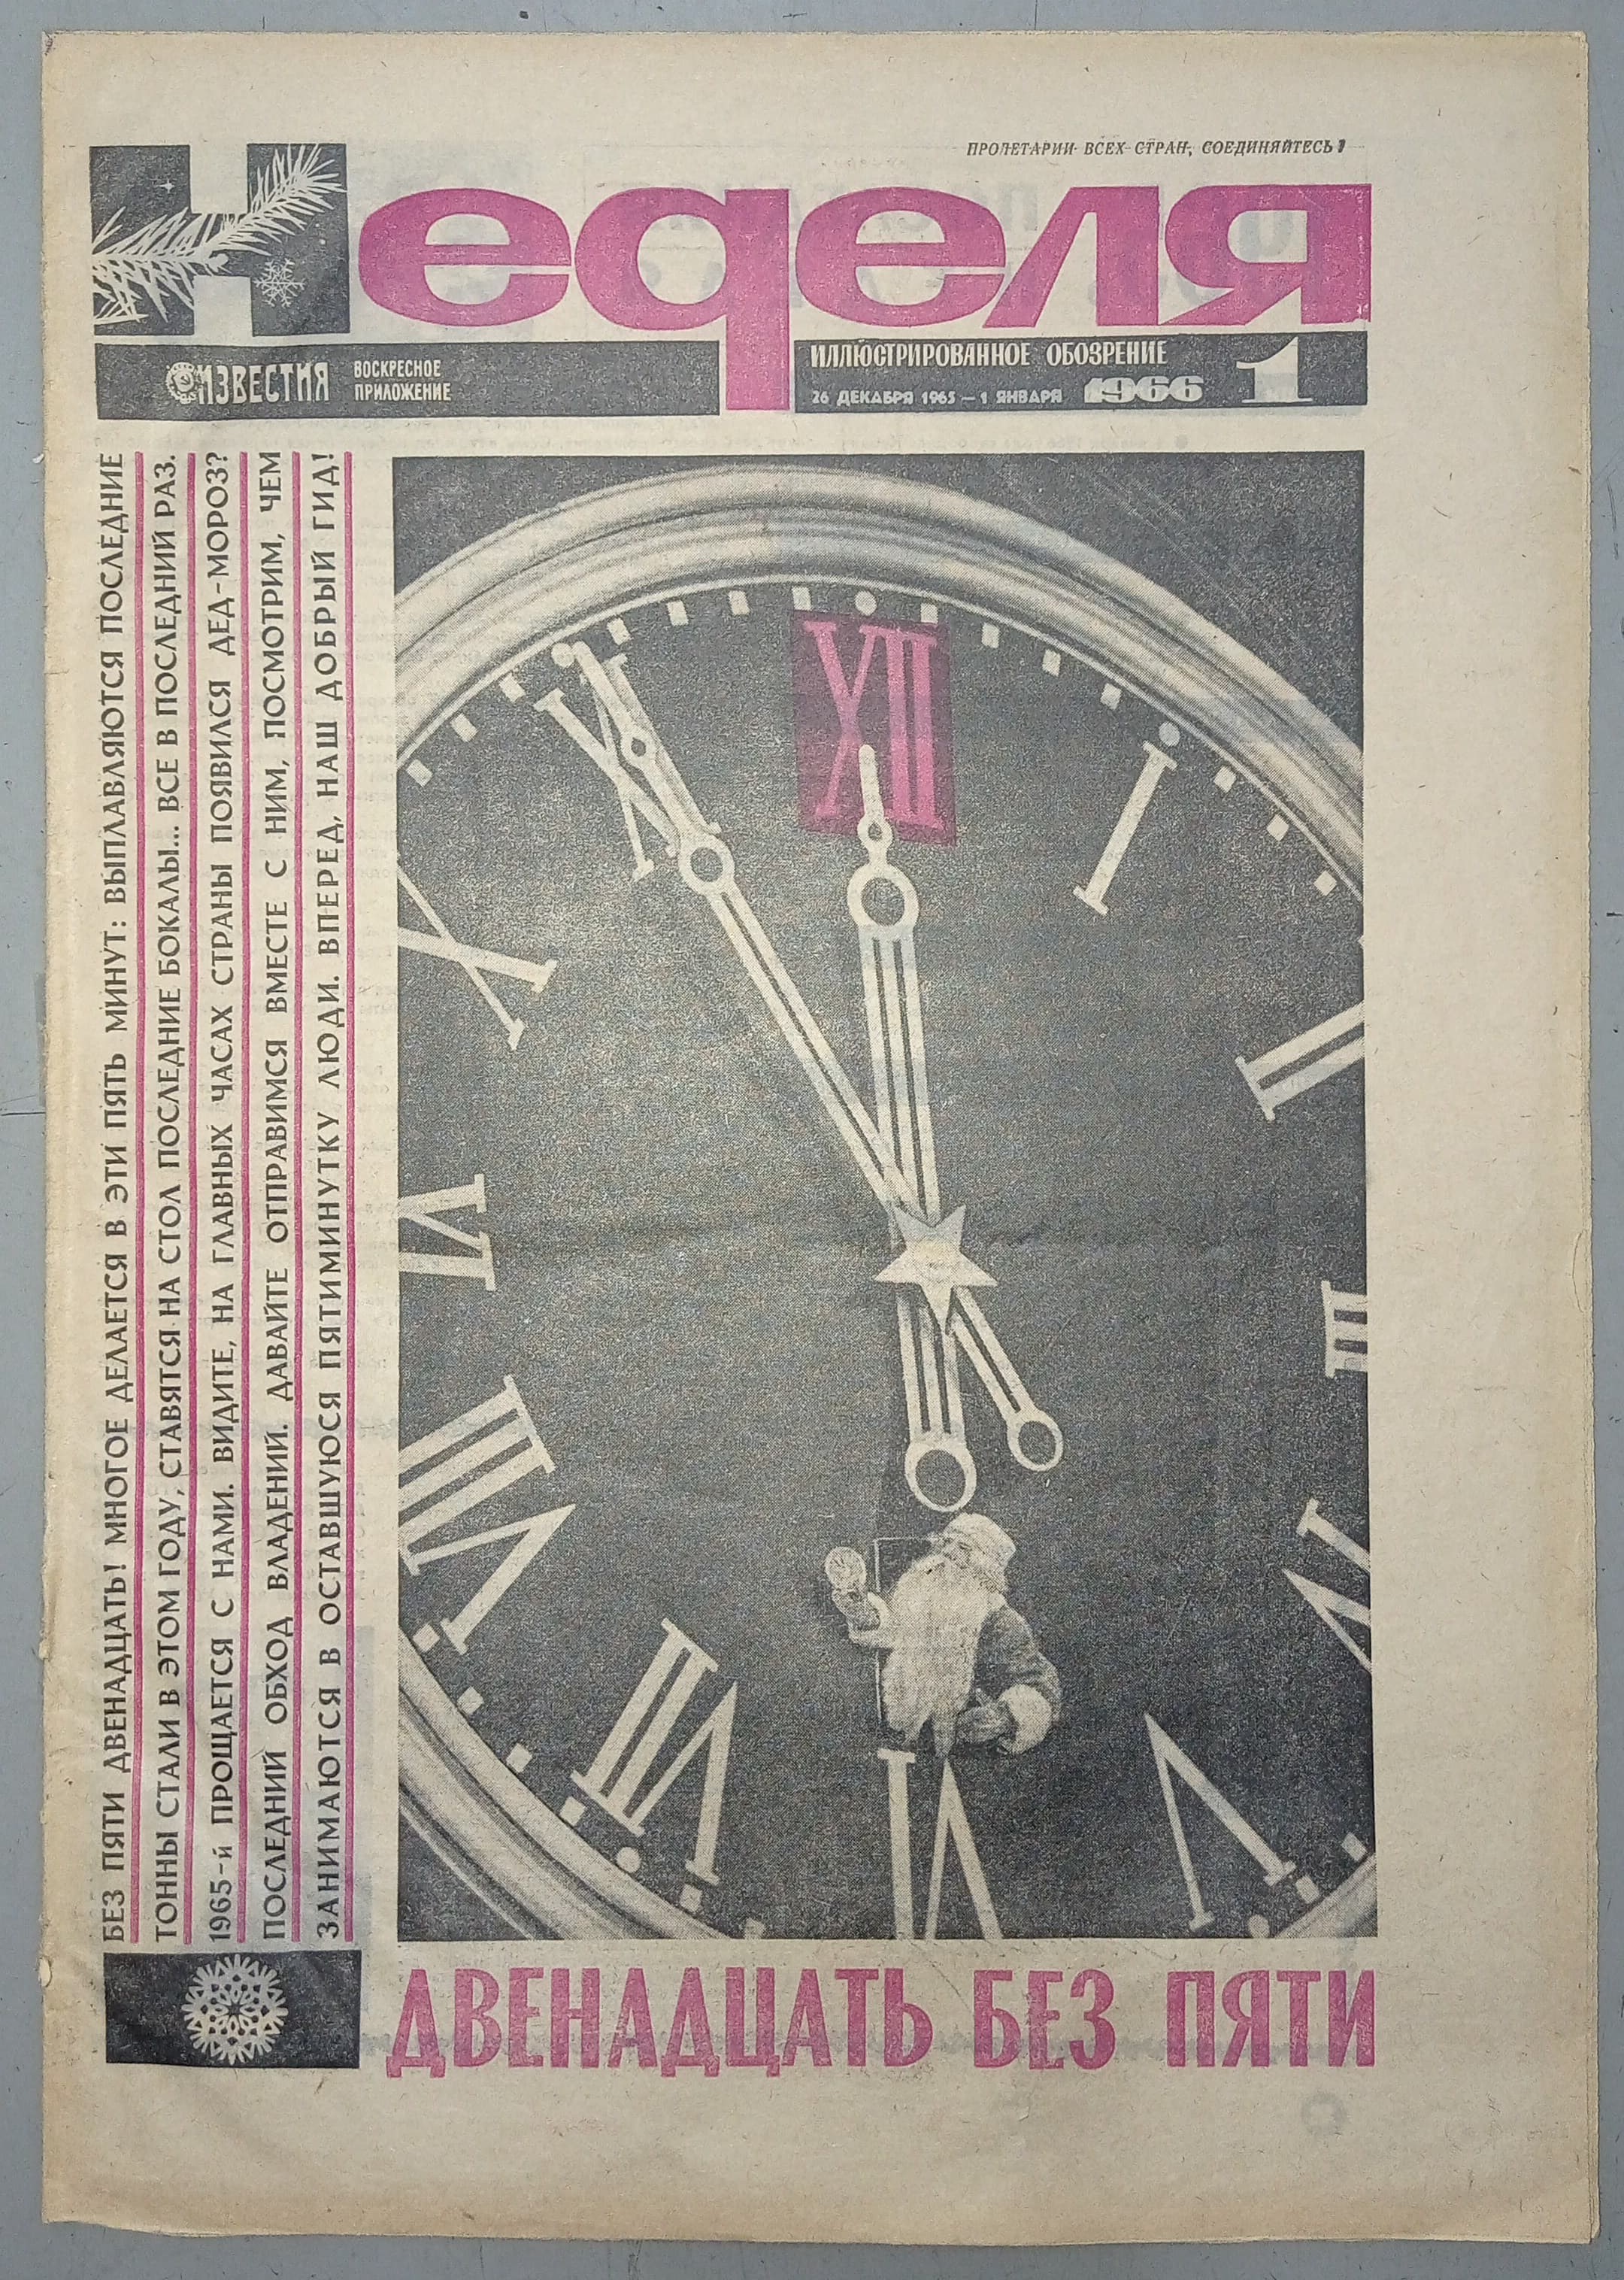 ПРОЛЕТАРИИ ВСЕХ СТРАН, СОЕДИНЯЙТЕСЬ!
Неделя
ИЗВЕСТИЯ
ВОСКРЕСНОЕ
ПРИЛОЖЕНИЕ
ИЛЛЮСТРИРОВАННОЕ ОБОЗРЕНИЕ
26 ДЕКАБРЯ 1965 — 1 ЯНВАРЯ 1966 1
БЕЗ ПЯТИ ДВЕНАДЦАТЬ! МНОГОЕ ДЕЛАЕТСЯ В ЭТИ ПЯТЬ МИНУТ: ВЫПЛАВЛЯЮТСЯ ПОСЛЕДНИЕ
ТОННЫ СТАЛИ В ЭТОМ ГОДУ, СТАВЯТСЯ НА СТОЛ ПОСЛЕДНИЕ БОКАЛЫ... ВСЕ В ПОСЛЕДНИЙ РАЗ.
1965-й ПРОЩАЕТСЯ С НАМИ. ВИДИТЕ, НА ГЛАВНЫХ ЧАСАХ СТРАНЫ ПОЯВИЛСЯ ДЕД-МОРОЗ?
ПОСЛЕДНИЙ ОБХОД ВЛАДЕНИЙ. ДАВАЙТЕ ОТПРАВИМСЯ ВМЕСТЕ С НИМ, ПОСМОТРИМ, ЧЕМ
ЗАНИМАЮТСЯ В ОСТАВШУЮСЯ ПЯТИМИНУТКУ ЛЮДИ. ВПЕРЕД, НАШ ДОБРЫЙ ГИД!
XII
XI
I
X
II
IX
III
VIII
IV
VII
VI
V
ДВЕНАДЦАТЬ БЕЗ ПЯТИ